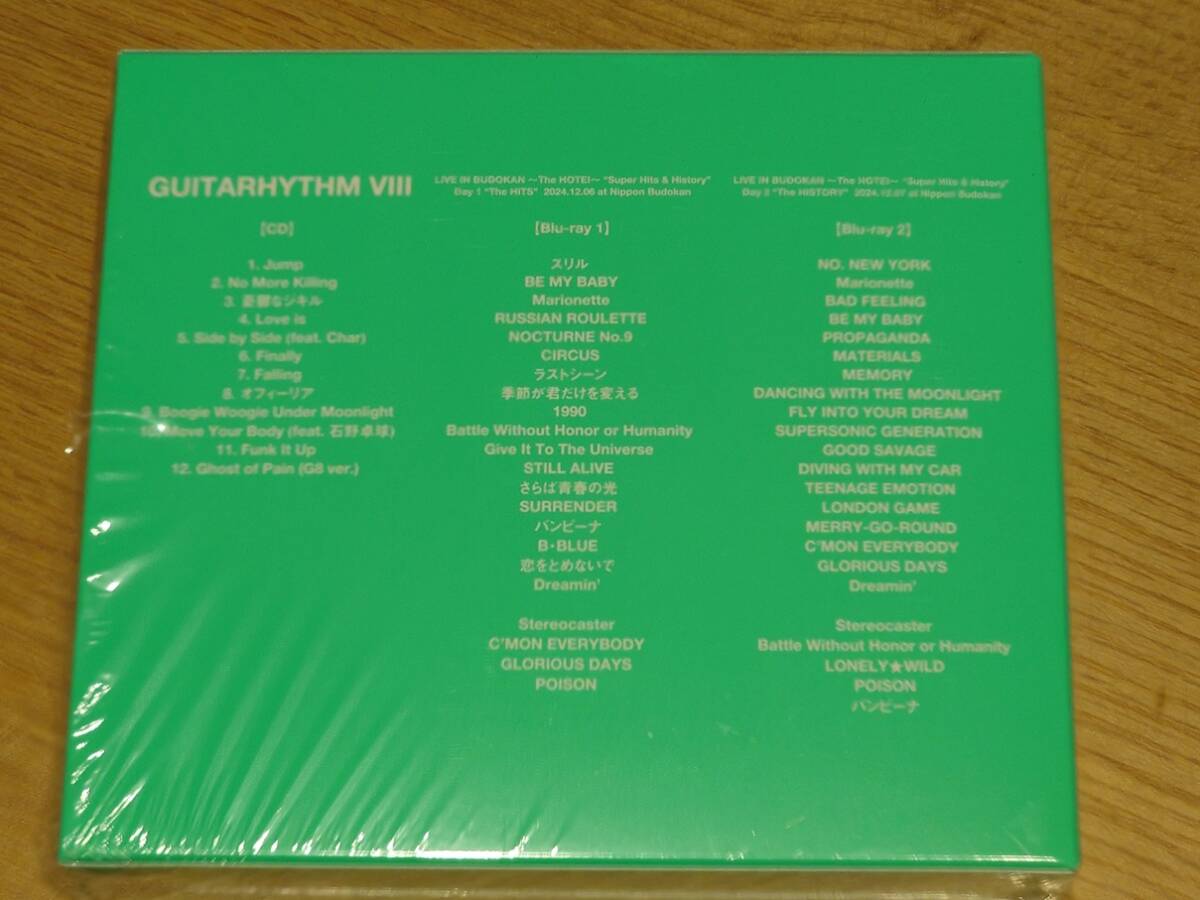 GUITARHYTHM VIII
【CD】
1. Jump
2. No More Killing
3. 憂鬱なジキル
4. Love is
5. Side by Side (feat. Char)
6. Finally
7. Falling
8. オフィーリア
9. Boogie Woogie Under Moonlight
10. Move Your Body (feat. 石野卓球)
11. Funk It Up
12. Ghost of Pain (G8 ver.)
LIVE IN BUDOKAN ～The HOTEI～ "Super Hits & History"
Day 1 "The HITS" 2024.12.06 at Nippon Budokan
【Blu-ray 1】
スリル
BE MY BABY
Marionette
RUSSIAN ROULETTE
NOCTURNE No.9
CIRCUS
ラストシーン
季節が君だけを変える
1990
Battle Without Honor or Humanity
Give It To The Universe
STILL ALIVE
さらば青春の光
SURRENDER
バンビーナ
B・BLUE
恋をとめないで
Dreamin'
Stereocaster
C'MON EVERYBODY
GLORIOUS DAYS
POISON
LIVE IN BUDOKAN ～The HOTEI～ "Super Hits & History"
Day 2 "The HISTORY" 2024.12.07 at Nippon Budokan
【Blu-ray 2】
NO. NEW YORK
Marionette
BAD FEELING
BE MY BABY
PROPAGANDA
MATERIALS
MEMORY
DANCING WITH THE MOONLIGHT
FLY INTO YOUR DREAM
SUPERSONIC GENERATION
GOOD SAVAGE
DIVING WITH MY CAR
TEENAGE EMOTION
LONDON GAME
MERRY-GO-ROUND
C'MON EVERYBODY
GLORIOUS DAYS
Dreamin'
Stereocaster
Battle Without Honor or Humanity
LONELY★WILD
POISON
バンビーナ